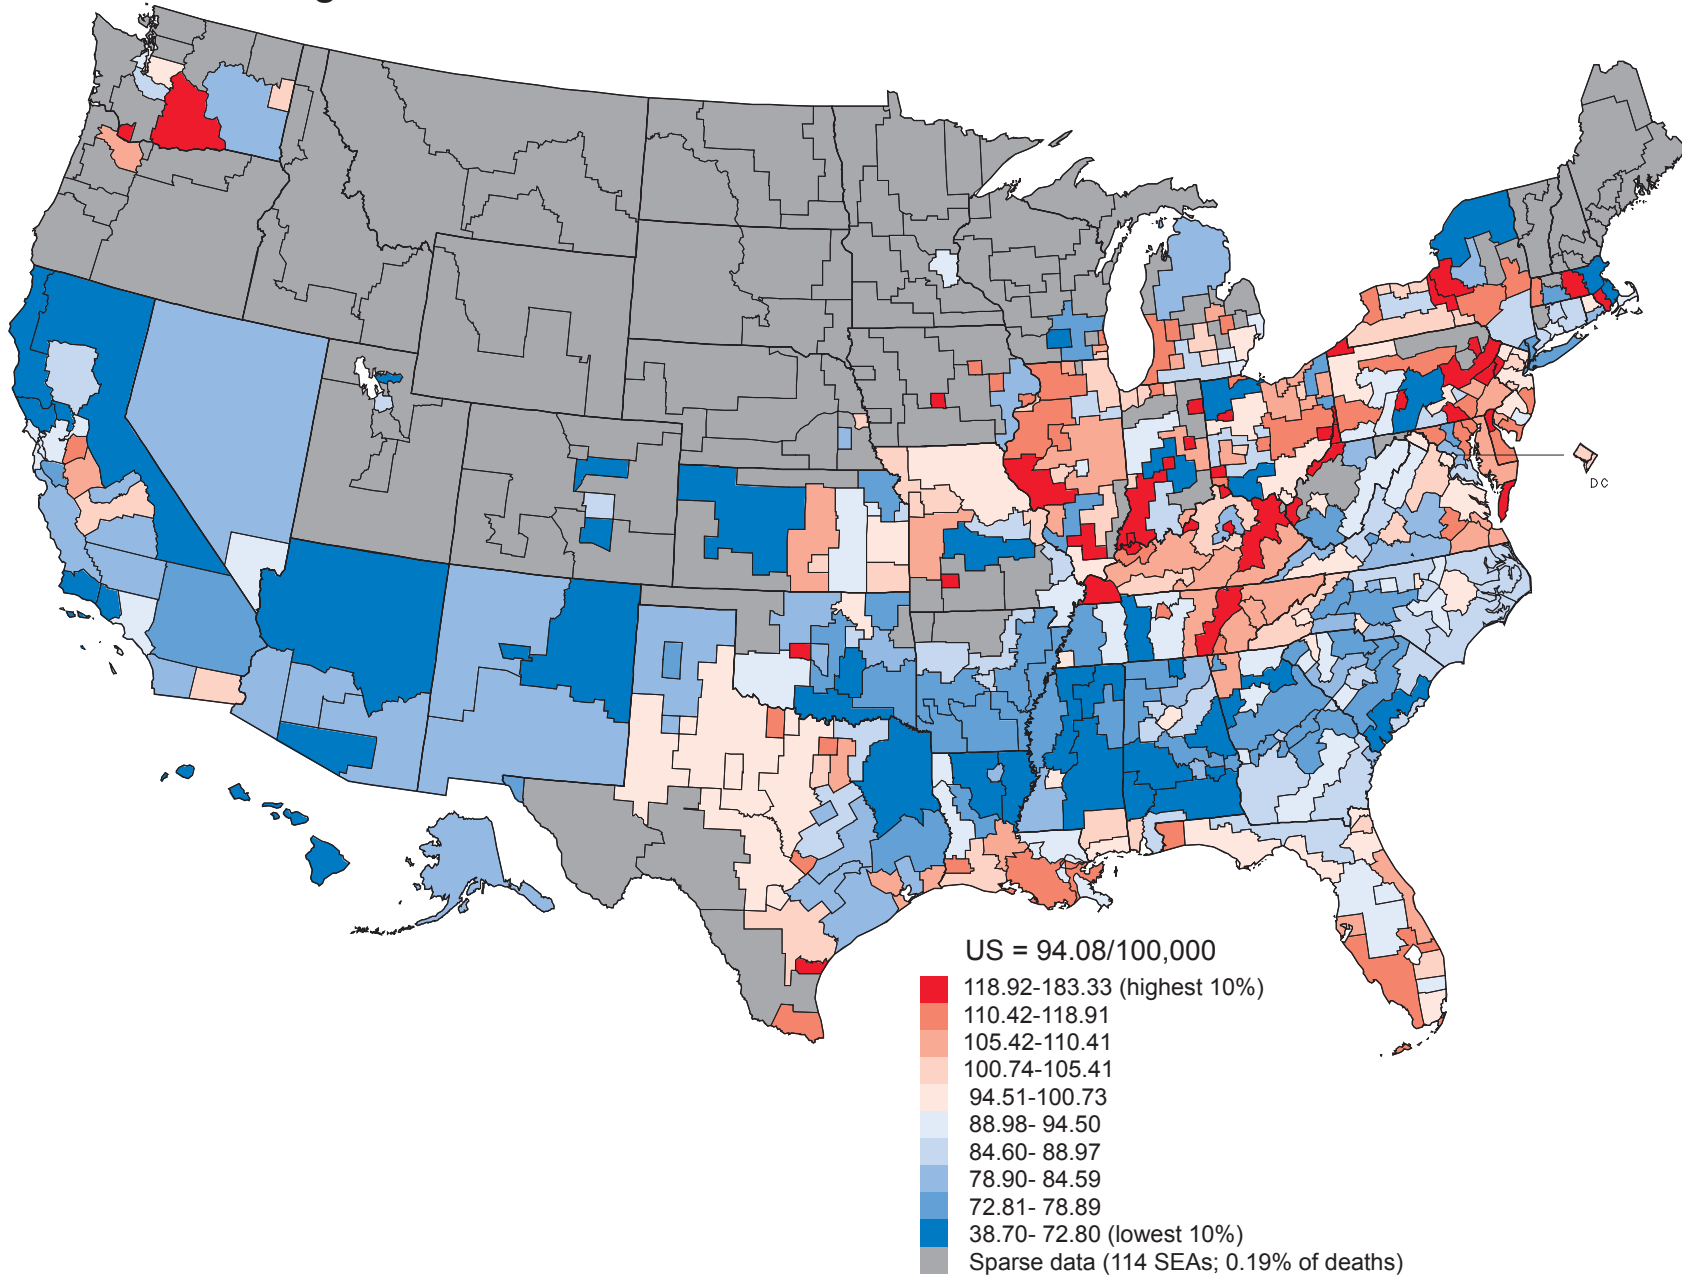 DC
US = 94.08/100,000
118.92-183.33 (highest 10%)
110.42-118.91
105.42-110.41
100.74-105.41
94.51-100.73
88.98- 94.50
84.60- 88.97
78.90- 84.59
72.81- 78.89
38.70- 72.80 (lowest 10%)
Sparse data (114 SEAs; 0.19% of deaths)